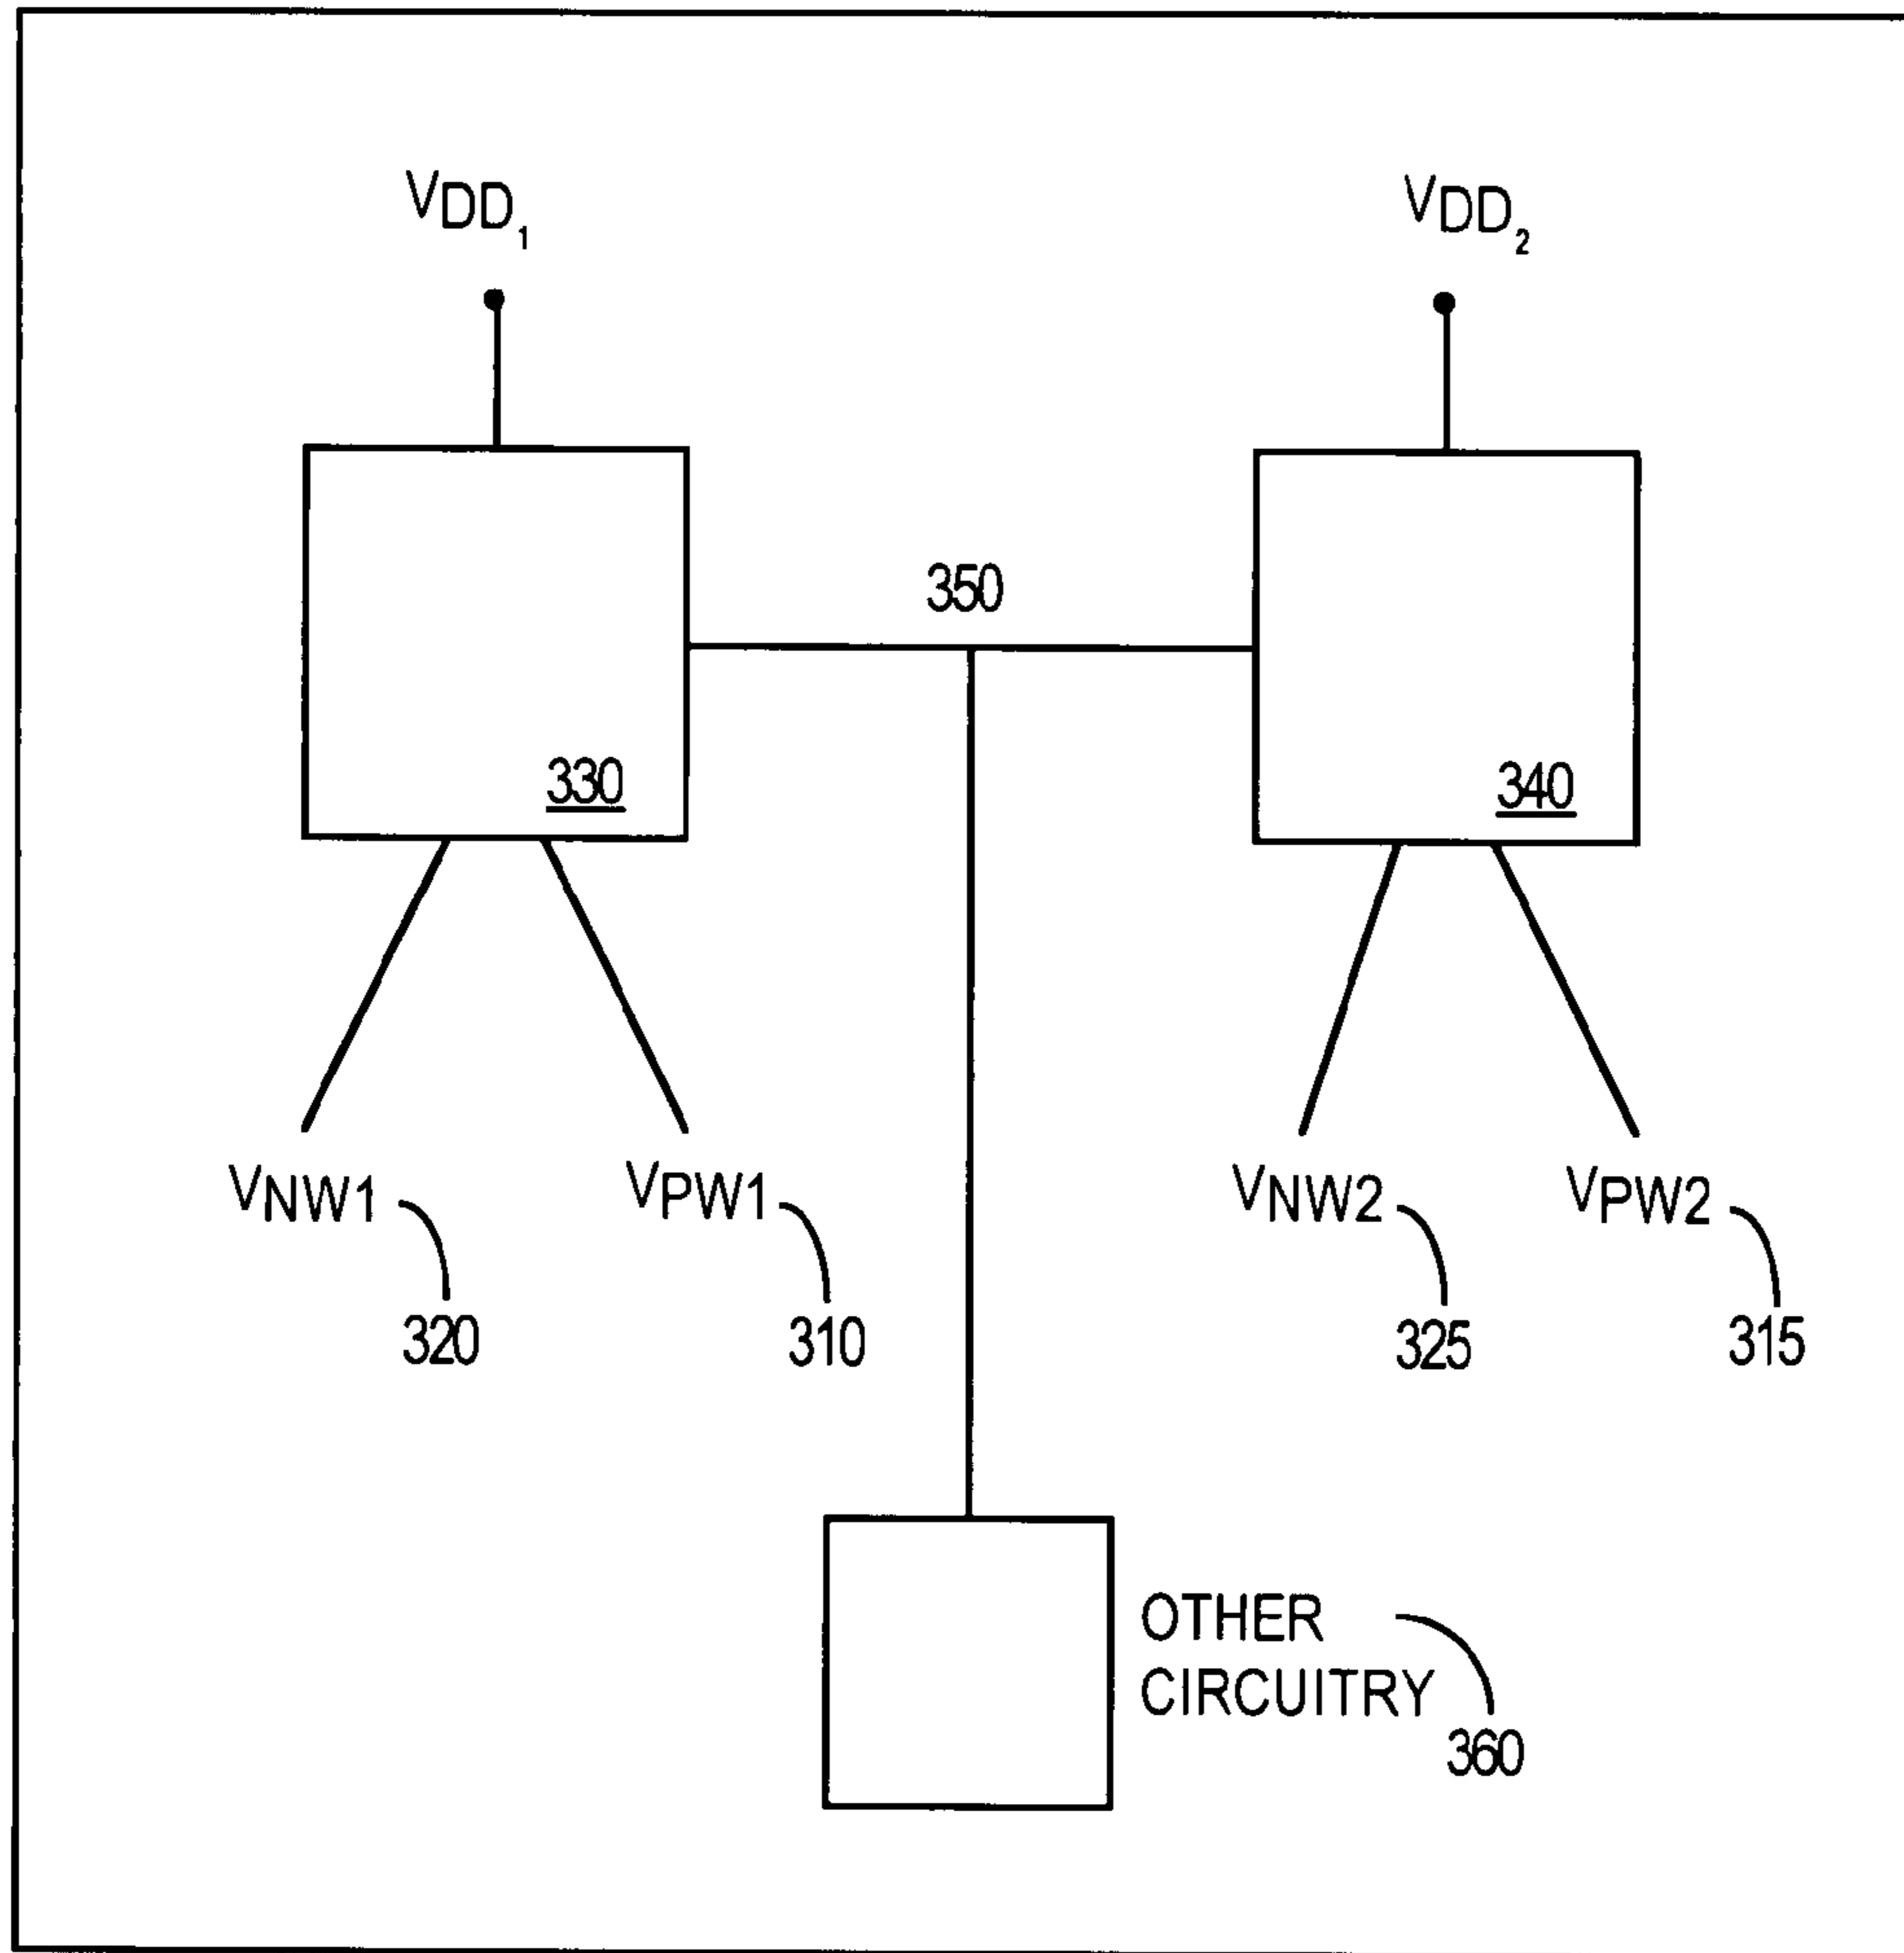 VDD1
VDD2
350
330
340
VNW1
VPW1
VNW2
VPW2
320
310
325
315
OTHER
CIRCUITRY
360